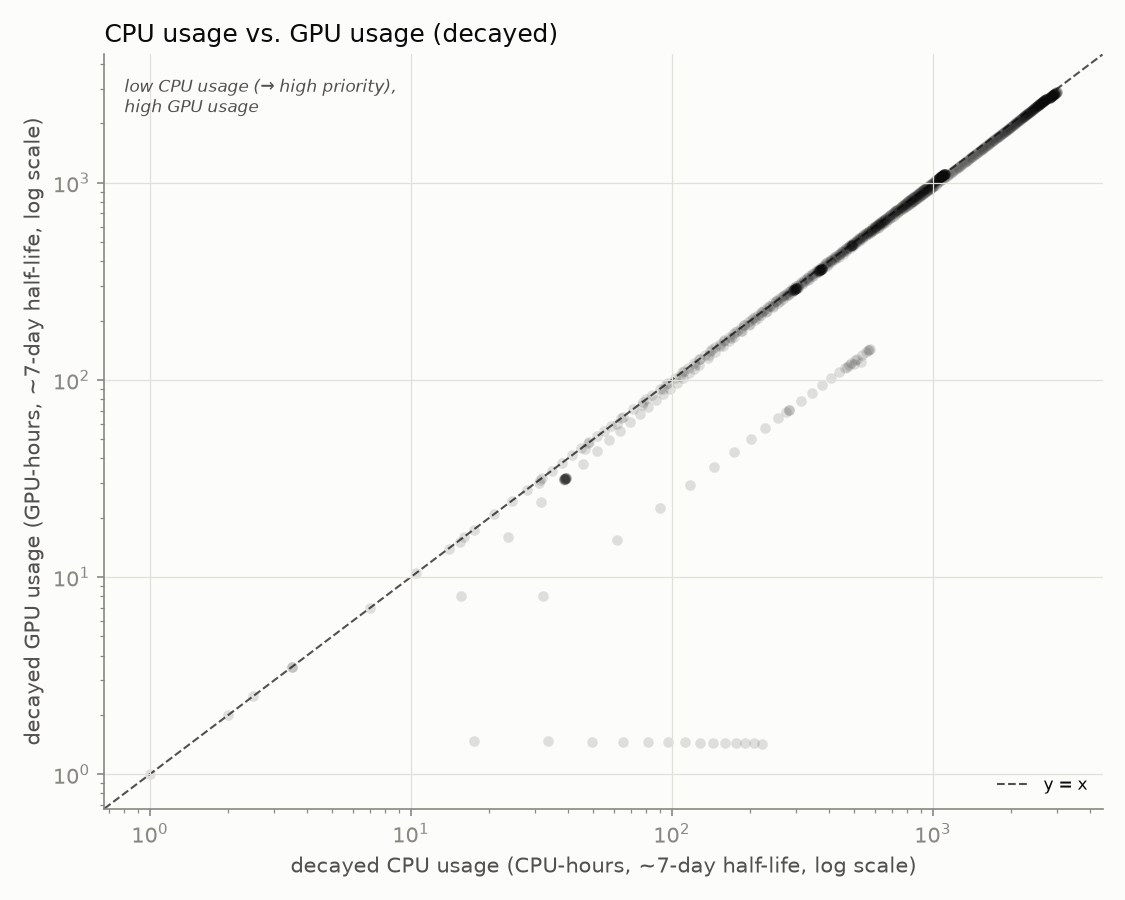 CPU usage vs. GPU usage (decayed)
low CPU usage (→ high priority),
high GPU usage
decayed GPU usage (GPU-hours, ~7-day half-life, log scale)
10³
10²
10¹
10⁰
y = x
10⁰ 10¹ 10² 10³
decayed CPU usage (CPU-hours, ~7-day half-life, log scale)